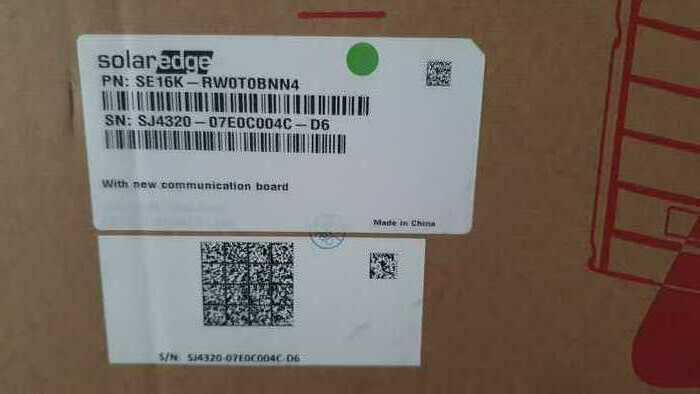 solaredge
PN: SE16K-RW0T0BNN4
SN: SJ4320-07E0C004C-D6
With new communication board
Made in China
S/N: SJ4320-07E0C004C-D6